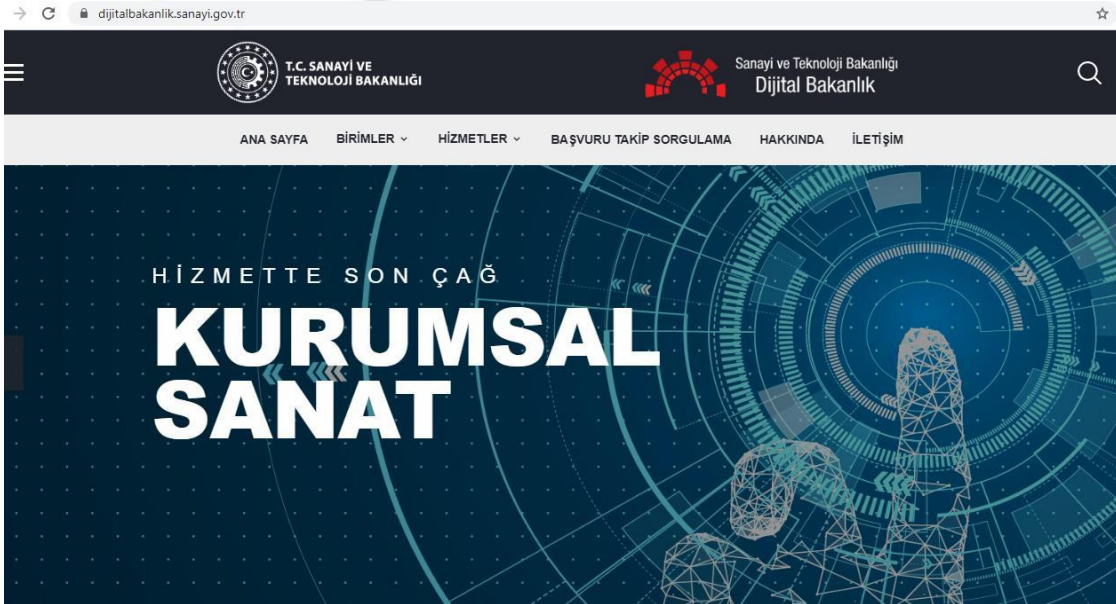 dijitalbakanlik.sanayi.gov.tr
T.C. SANAYİ VE
TEKNOLOJİ BAKANLIĞI
Sanayi ve Teknoloji Bakanlığı
Dijital Bakanlık
ANA SAYFA BİRİMLER HİZMETLER BAŞVURU TAKİP SORGULAMA HAKKINDA İLETİŞİM
HİZMETTE SON ÇAĞ
KURUMSAL
SANAT